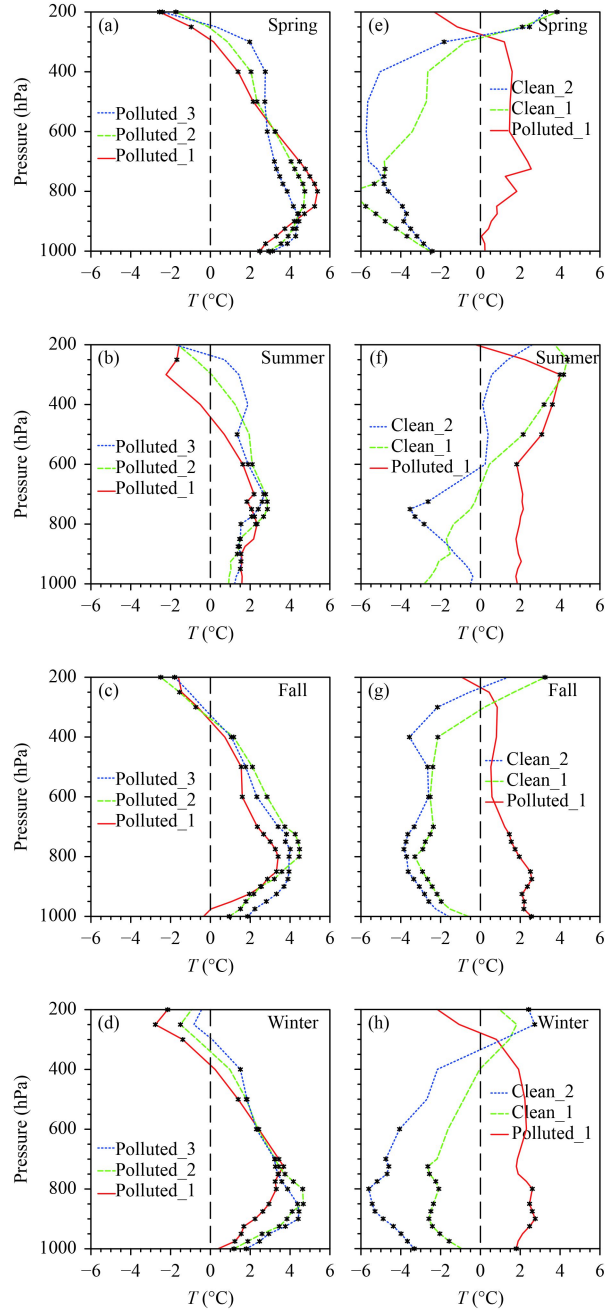 (a) Spring
Polluted_3
Polluted_2
Polluted_1
200
400
600
800
1000
Pressure (hPa)
−6 −4 −2 0 2 4 6
T (°C)
(e) Spring
Clean_2
Clean_1
Polluted_1
−6 −4 −2 0 2 4 6
T (°C)
(b) Summer
Polluted_3
Polluted_2
Polluted_1
200
400
600
800
1000
Pressure (hPa)
−6 −4 −2 0 2 4 6
T (°C)
(f) Summer
Clean_2
Clean_1
Polluted_1
−6 −4 −2 0 2 4 6
T (°C)
(c) Fall
Polluted_3
Polluted_2
Polluted_1
200
400
600
800
1000
Pressure (hPa)
−6 −4 −2 0 2 4 6
T (°C)
(g) Fall
Clean_2
Clean_1
Polluted_1
−6 −4 −2 0 2 4 6
T (°C)
(d) Winter
Polluted_3
Polluted_2
Polluted_1
200
400
600
800
1000
Pressure (hPa)
−6 −4 −2 0 2 4 6
T (°C)
(h) Winter
Clean_2
Clean_1
Polluted_1
−6 −4 −2 0 2 4 6
T (°C)